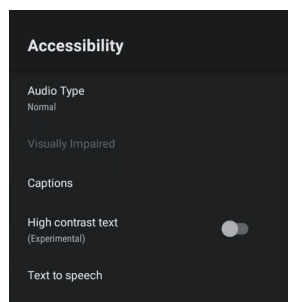 Accessibility
Audio Type
Normal
Visually Impaired
Captions
High contrast text
(Experimental)
Text to speech